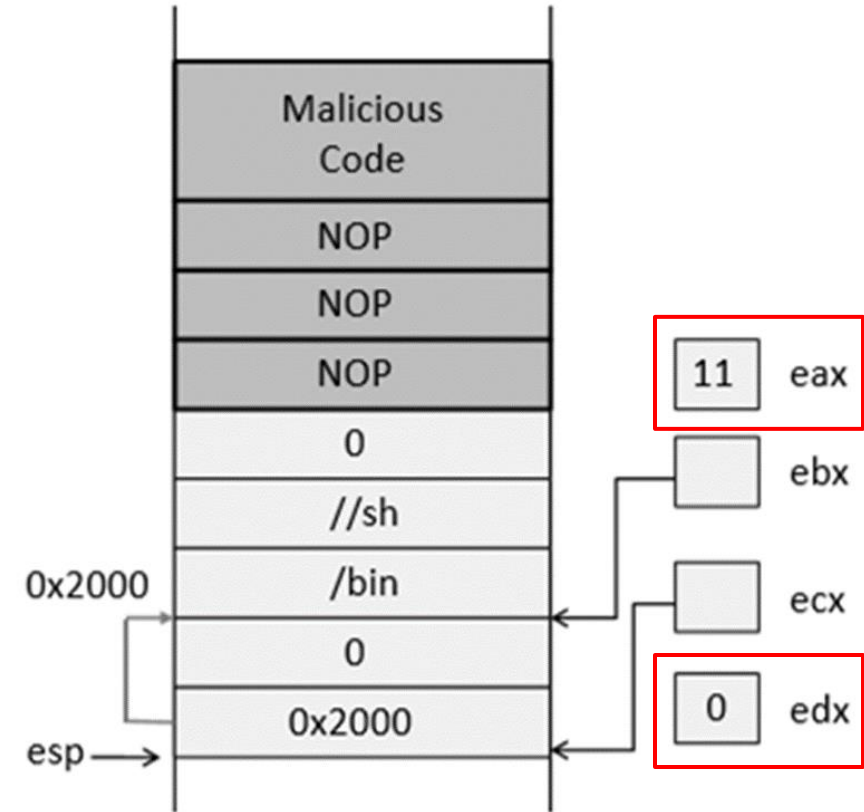 Malicious
Code
NOP
NOP
NOP
11 eax
0
ebx
//sh
0x2000
/bin
ecx
0
0 edx
0x2000
esp